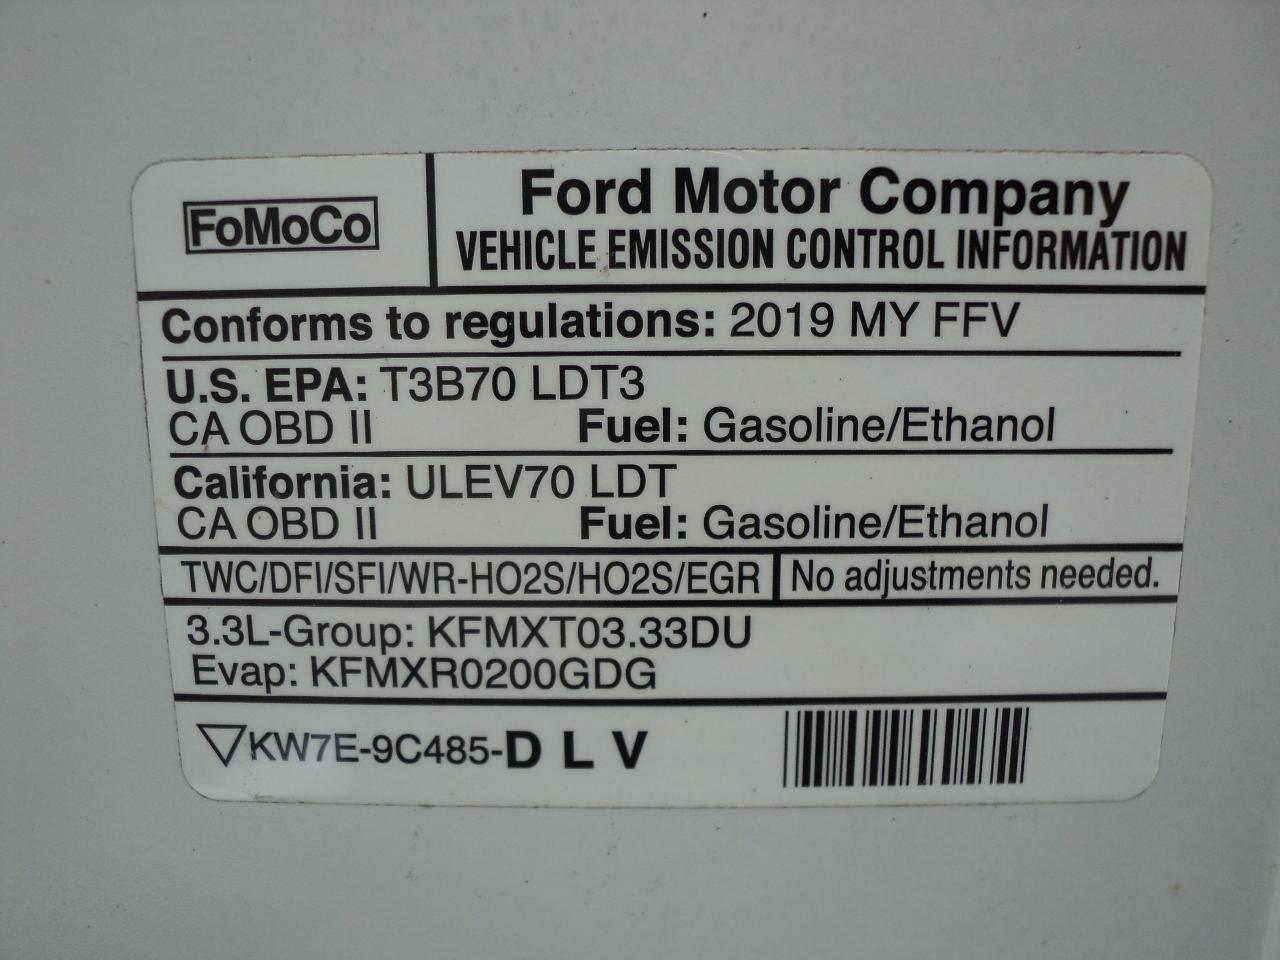 FoMoCo
Ford Motor Company
VEHICLE EMISSION CONTROL INFORMATION
Conforms to regulations: 2019 MY FFV
U.S. EPA: T3B70 LDT3
CA OBD II Fuel: Gasoline/Ethanol
California: ULEV70 LDT
CA OBD II Fuel: Gasoline/Ethanol
TWC/DFI/SFI/WR-HO2S/HO2S/EGR No adjustments needed.
3.3L-Group: KFMXT03.33DU
Evap: KFMXR0200GDG
KW7E-9C485-D L V